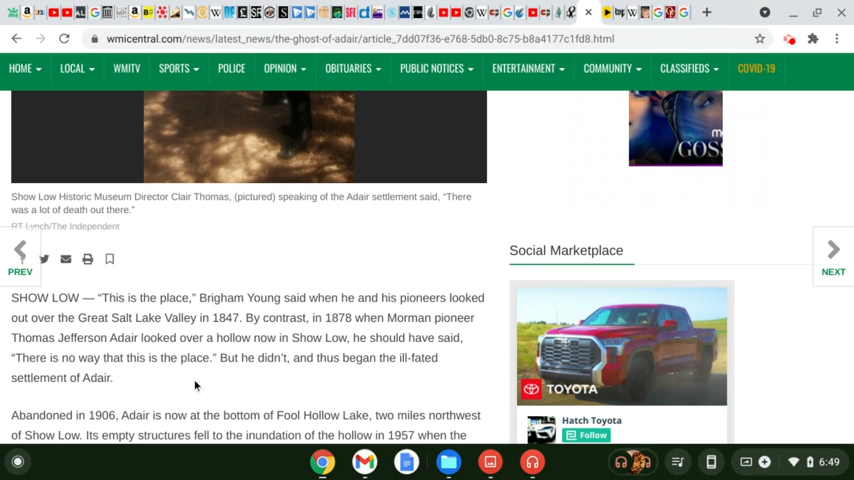 wmicentral.com/news/latest_news/the-ghost-of-adair/article_7dd07f36-e768-5db0-8c75-b8a4177c1fd8.html
HOME LOCAL WMITV SPORTS POLICE OPINION OBITUARIES PUBLIC NOTICES ENTERTAINMENT COMMUNITY CLASSIFIEDS COVID-19
GOSS
Show Low Historic Museum Director Clair Thomas, (pictured) speaking of the Adair settlement said, “There
was a lot of death out there.”
RT Lynch/The Independent
PREV
NEXT
Social Marketplace
SHOW LOW — “This is the place,” Brigham Young said when he and his pioneers looked
out over the Great Salt Lake Valley in 1847. By contrast, in 1878 when Morman pioneer
Thomas Jefferson Adair looked over a hollow now in Show Low, he should have said,
“There is no way that this is the place.” But he didn’t, and thus began the ill-fated
settlement of Adair.
Abandoned in 1906, Adair is now at the bottom of Fool Hollow Lake, two miles northwest
of Show Low. Its empty structures fell to the inundation of the hollow in 1957 when the
TOYOTA
Hatch Toyota
Follow
6:49